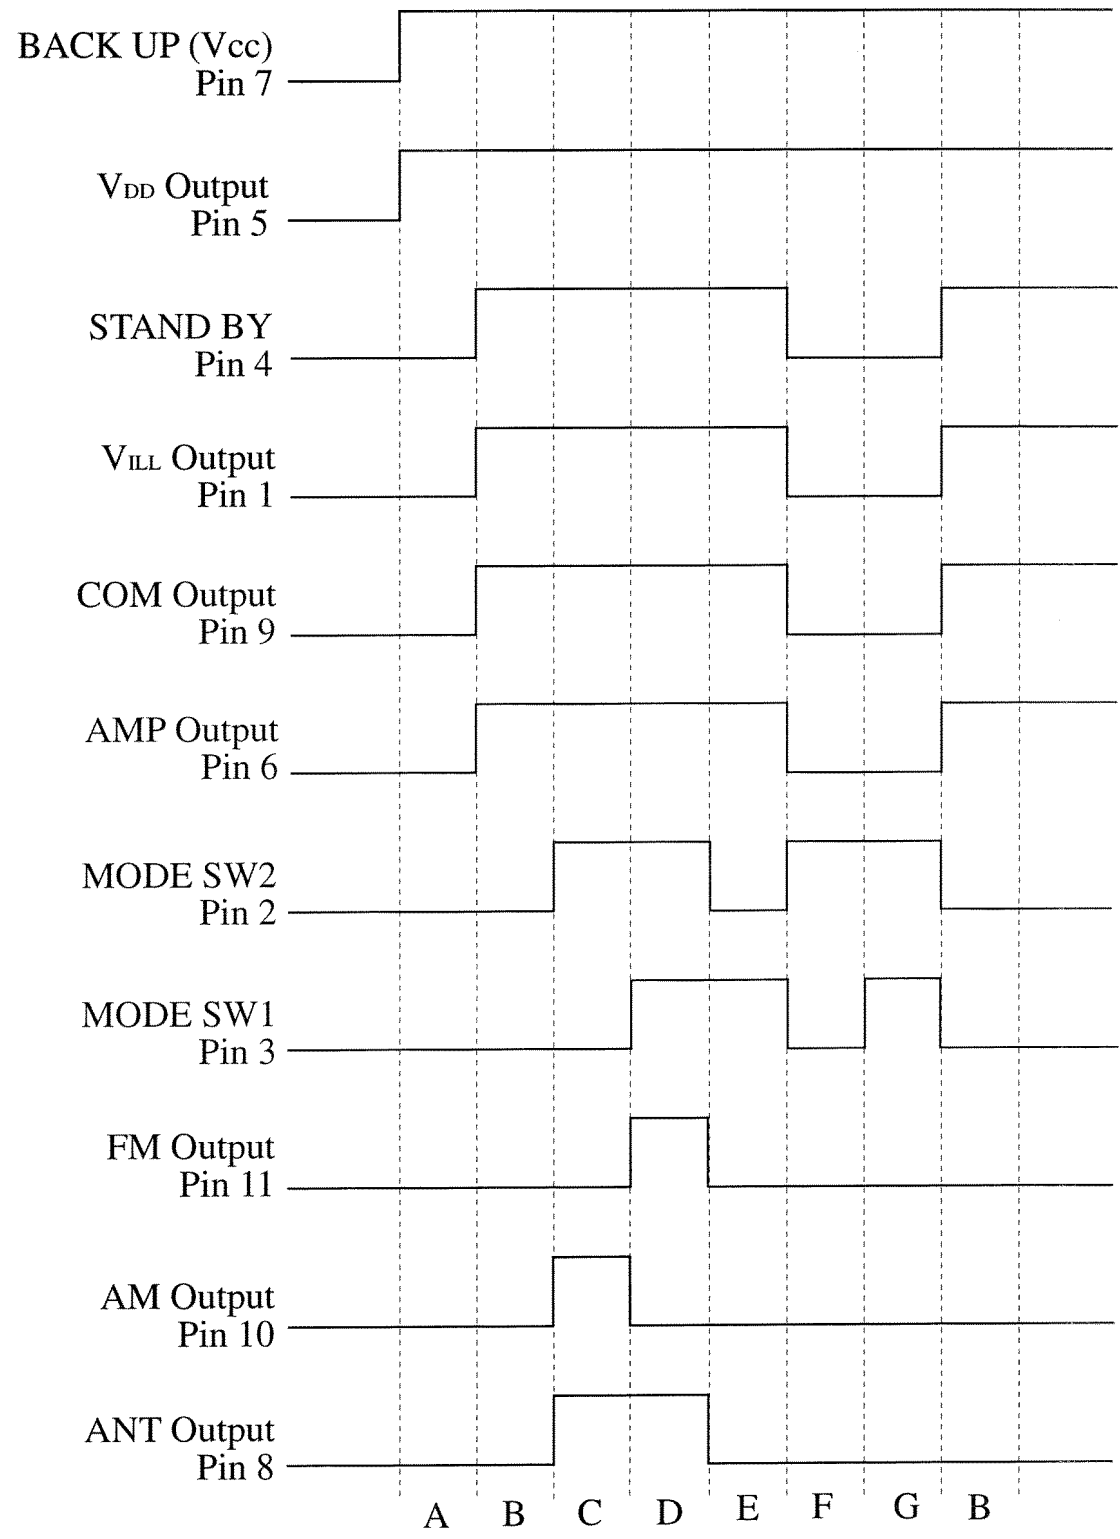 BACK UP (Vcc)
Pin 7
VDD Output
Pin 5
STAND BY
Pin 4
VILL Output
Pin 1
COM Output
Pin 9
AMP Output
Pin 6
MODE SW2
Pin 2
MODE SW1
Pin 3
FM Output
Pin 11
AM Output
Pin 10
ANT Output
Pin 8
A B C D E F G B